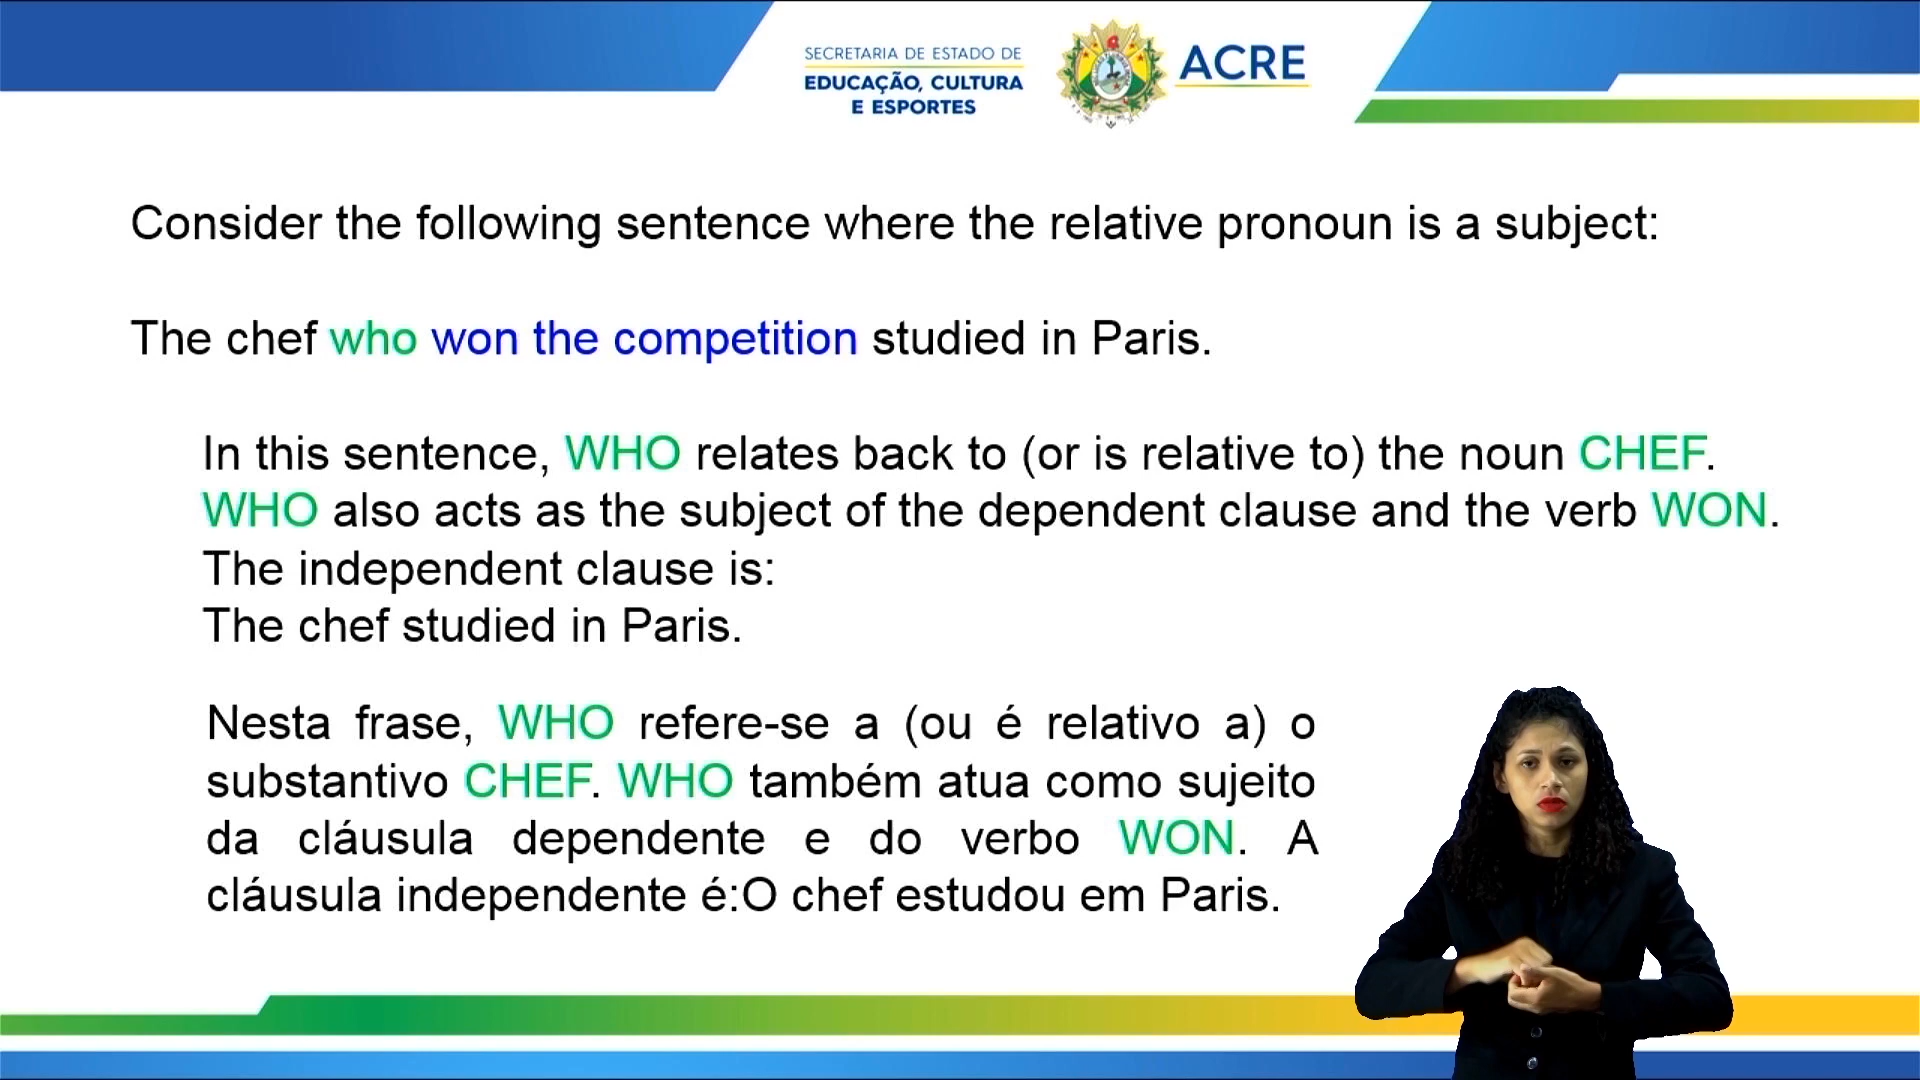 SECRETARIA DE ESTADO DE
EDUCAÇÃO, CULTURA
E ESPORTES
ACRE
Consider the following sentence where the relative pronoun is a subject:
The chef who won the competition studied in Paris.
In this sentence, WHO relates back to (or is relative to) the noun CHEF.
WHO also acts as the subject of the dependent clause and the verb WON.
The independent clause is:
The chef studied in Paris.
Nesta frase, WHO refere-se a (ou é relativo a) o
substantivo CHEF. WHO também atua como sujeito
da cláusula dependente e do verbo WON. A
cláusula independente é:O chef estudou em Paris.